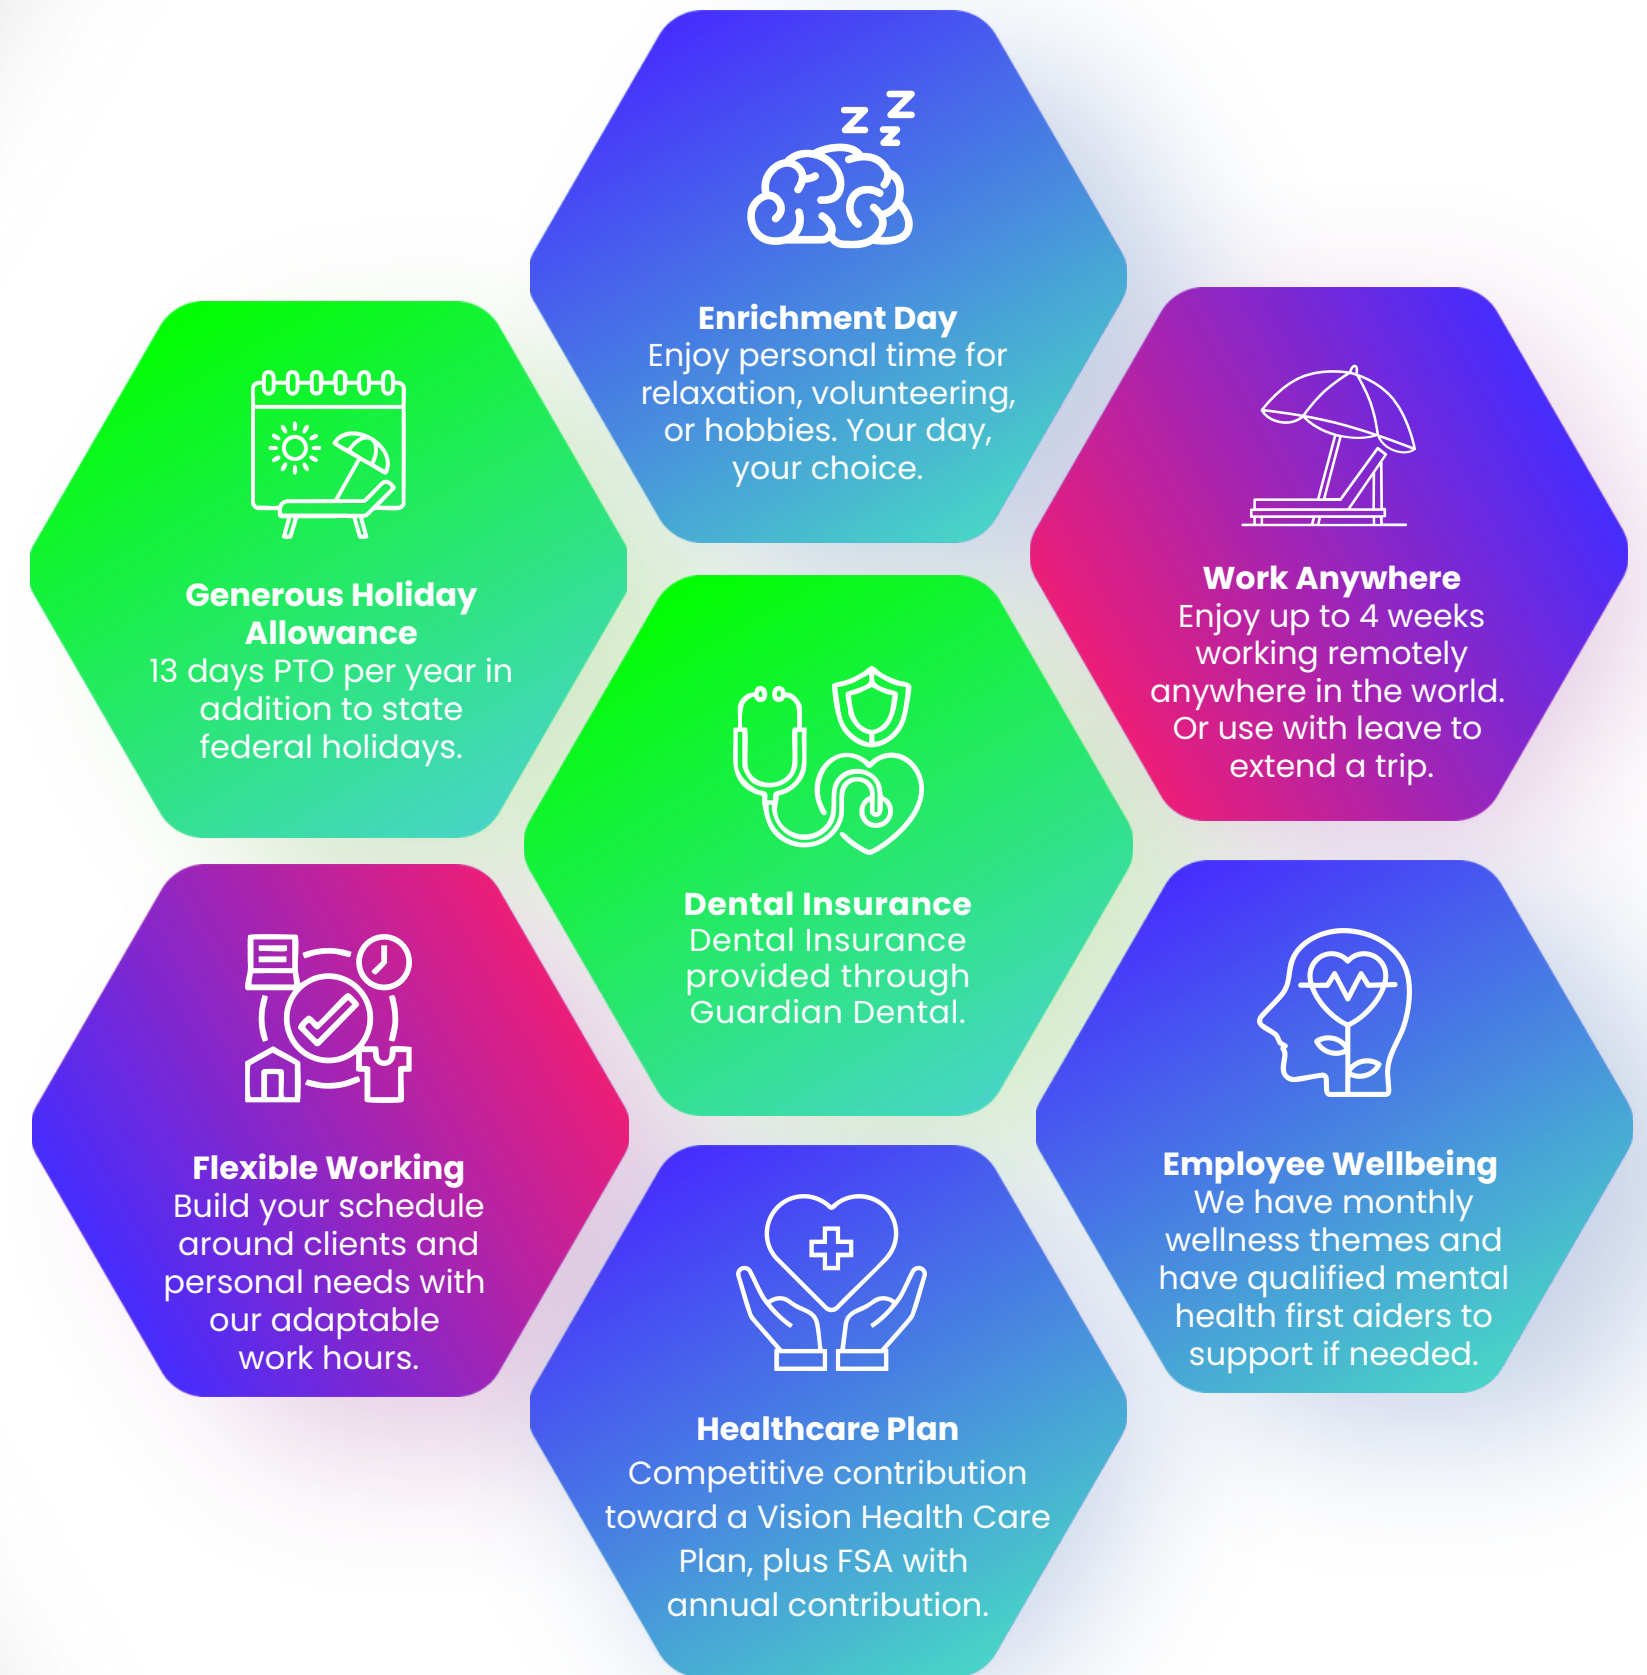 Enrichment Day
Enjoy personal time for
relaxation, volunteering,
or hobbies. Your day,
your choice.
Generous Holiday
Allowance
13 days PTO per year in
addition to state
federal holidays.
Work Anywhere
Enjoy up to 4 weeks
working remotely
anywhere in the world.
Or use with leave to
extend a trip.
Dental Insurance
Dental Insurance
provided through
Guardian Dental.
Flexible Working
Build your schedule
around clients and
personal needs with
our adaptable
work hours.
Employee Wellbeing
We have monthly
wellness themes and
have qualified mental
health first aiders to
support if needed.
Healthcare Plan
Competitive contribution
toward a Vision Health Care
Plan, plus FSA with
annual contribution.